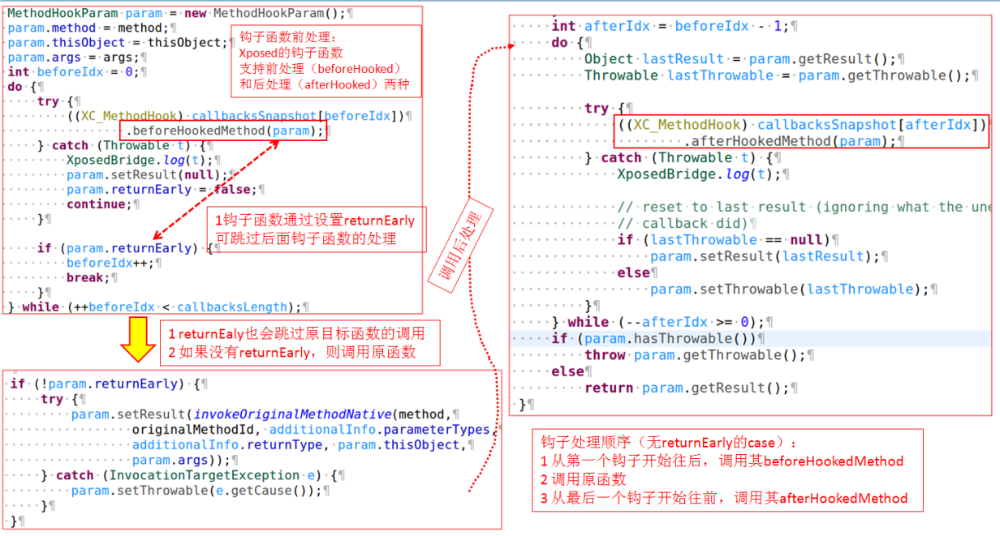 MethodHookParam param = new MethodHookParam();¶
param.method = method;¶
param.thisObject = thisObject;¶
param.args = args;¶
int beforeIdx = 0;¶
do {¶
try {¶
((XC_MethodHook) callbacksSnapshot[beforeIdx])¶
.beforeHookedMethod(param);¶
} catch (Throwable t) {¶
XposedBridge.log(t);¶
param.setResult(null);¶
param.returnEarly = false;¶
continue;¶
}¶
if (param.returnEarly) {¶
beforeIdx++;¶
break;¶
}¶
} while (++beforeIdx < callbacksLength);¶
钩子函数前处理：
Xposed的钩子函数
支持前处理（beforeHooked）
和后处理（afterHooked）两种
1钩子函数通过设置returnEarly
可跳过后面钩子函数的处理
1 returnEaly也会跳过原目标函数的调用
2 如果没有returnEarly，则调用原函数
if (!param.returnEarly) {¶
try {¶
param.setResult(invokeOriginalMethodNative(method,¶
originalMethodId, additionalInfo.parameterTypes,¶
additionalInfo.returnType, param.thisObject,¶
param.args));¶
} catch (InvocationTargetException e) {¶
param.setThrowable(e.getCause());¶
}¶
}¶
调用后处理
int afterIdx = beforeIdx - 1;¶
do {¶
Object lastResult = param.getResult();¶
Throwable lastThrowable = param.getThrowable();¶
try {¶
((XC_MethodHook) callbacksSnapshot[afterIdx])
.afterHookedMethod(param);¶
} catch (Throwable t) {¶
XposedBridge.log(t);¶
// reset to last result (ignoring what the une
// callback did)¶
if (lastThrowable == null)¶
param.setResult(lastResult);¶
else¶
param.setThrowable(lastThrowable);¶
}¶
} while (--afterIdx >= 0);¶
if (param.hasThrowable())¶
throw param.getThrowable();¶
else¶
return param.getResult();¶
}¶
钩子处理顺序（无returnEarly的case）：
1 从第一个钩子开始往后，调用其beforeHookedMethod
2 调用原函数
3 从最后一个钩子开始往前，调用其afterHookedMethod